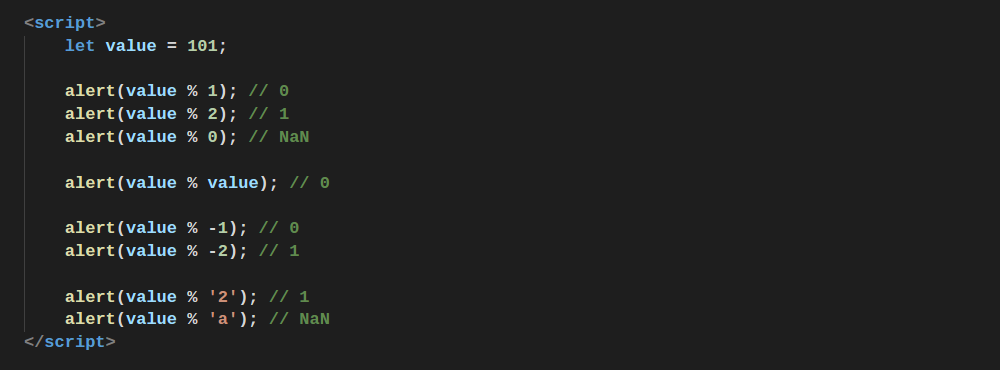 <script>
let value = 101;
alert(value % 1); // 0
alert(value % 2); // 1
alert(value % 0); // NaN
alert(value % value); // 0
alert(value % -1); // 0
alert(value % -2); // 1
alert(value % '2'); // 1
alert(value % 'a'); // NaN
</script>